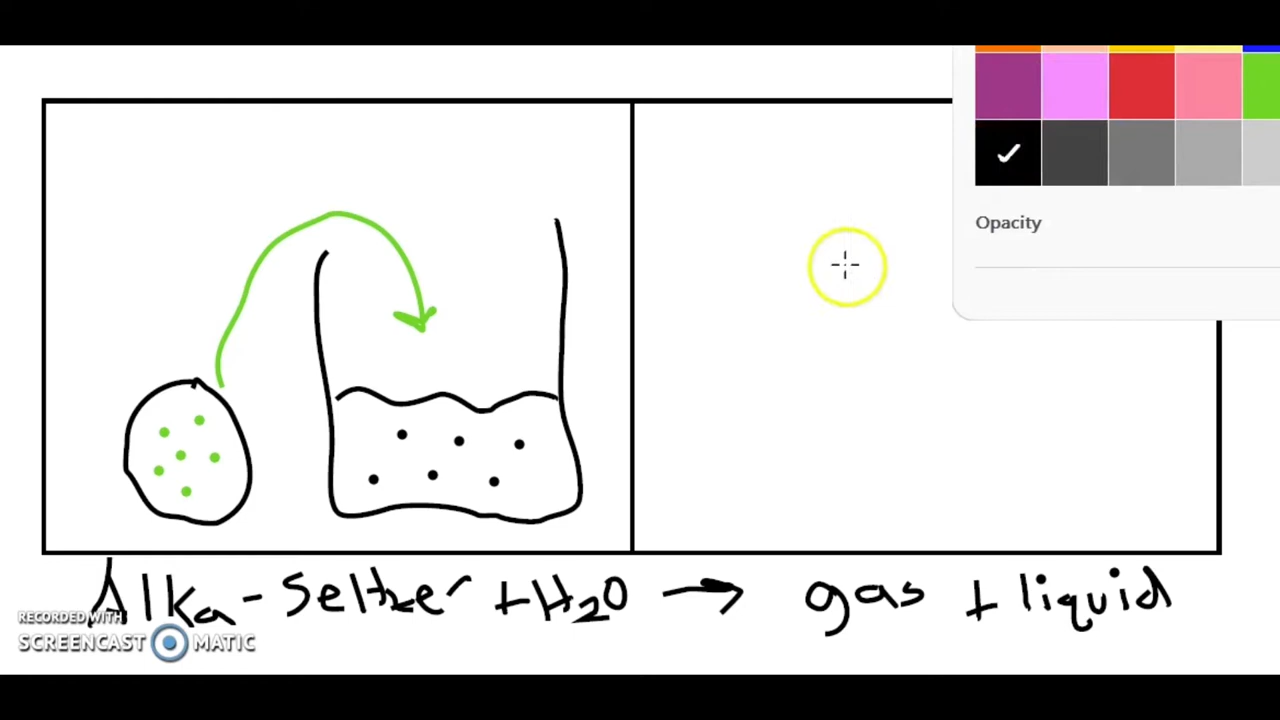 Opacity
Alka-Seltzer + H2O → gas + liquid
RECORDED WITH
SCREENCAST MATIC